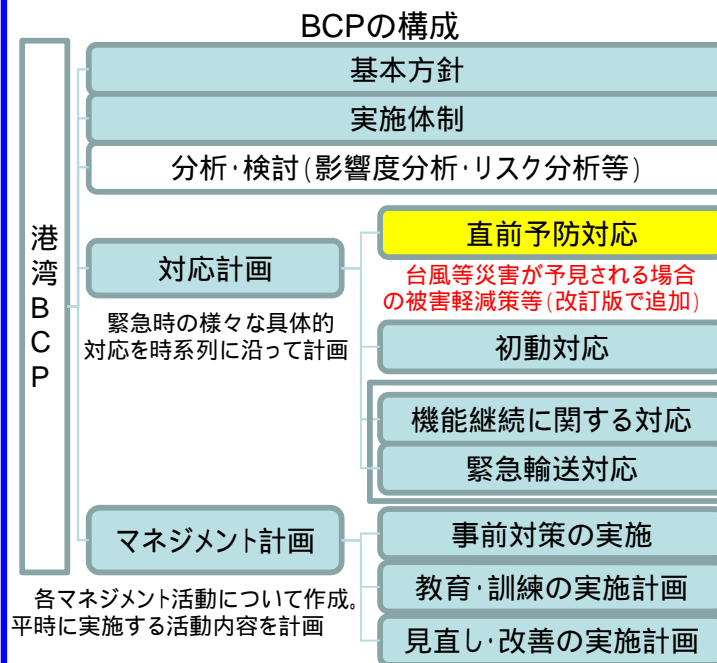 BCPの構成
港湾BCP
基本方針
実施体制
分析・検討(影響度分析・リスク分析等)
対応計画
緊急時の様々な具体的
対応を時系列に沿って計画
直前予防対応
台風等災害が予見される場合
の被害軽減策等(改訂版で追加)
初動対応
機能継続に関する対応
緊急輸送対応
マネジメント計画
各マネジメント活動について作成。
平時に実施する活動内容を計画
事前対策の実施
教育・訓練の実施計画
見直し・改善の実施計画